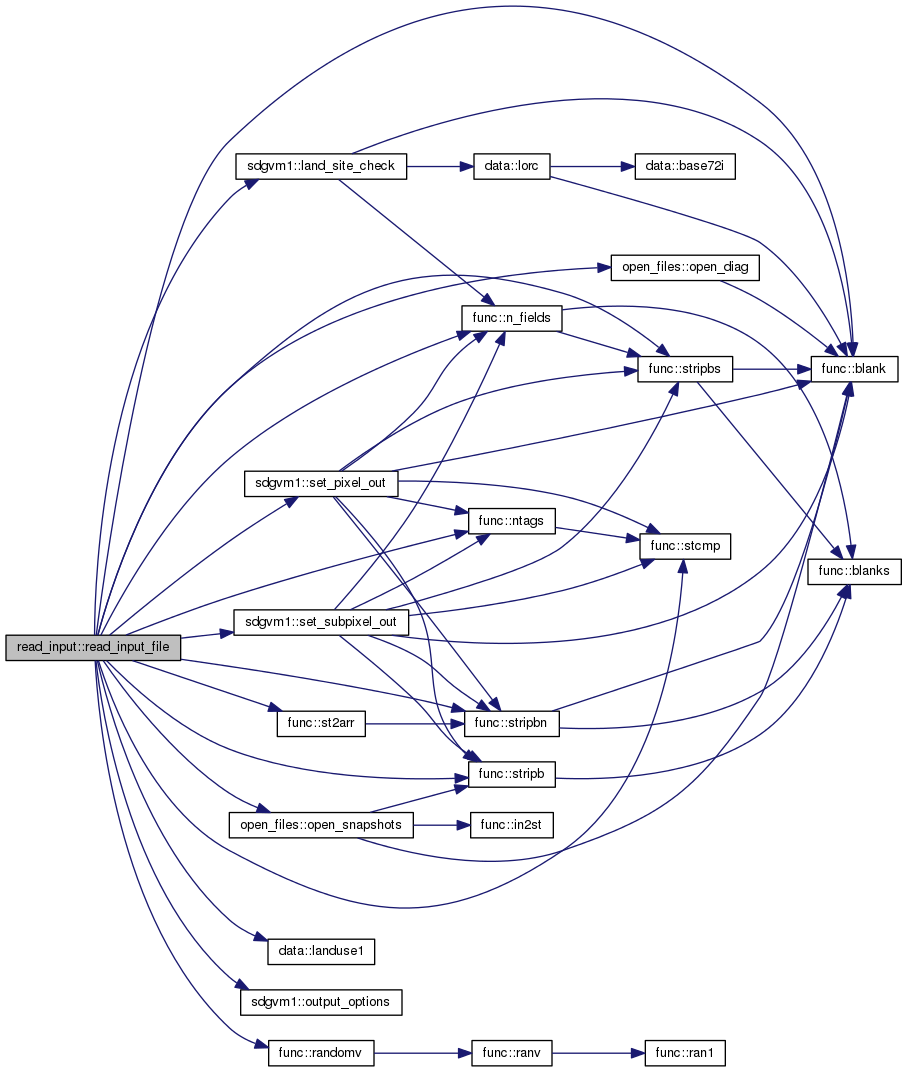 sdgvm1::land_site_check
data::lorc
data::base72i
open_files::open_diag
func::n_fields
func::stripbs
func::blank
sdgvm1::set_pixel_out
func::ntags
func::stcmp
func::blanks
sdgvm1::set_subpixel_out
read_input::read_input_file
func::st2arr
func::stripbn
func::stripb
open_files::open_snapshots
func::in2st
data::landuse1
sdgvm1::output_options
func::randomv
func::ranv
func::ran1